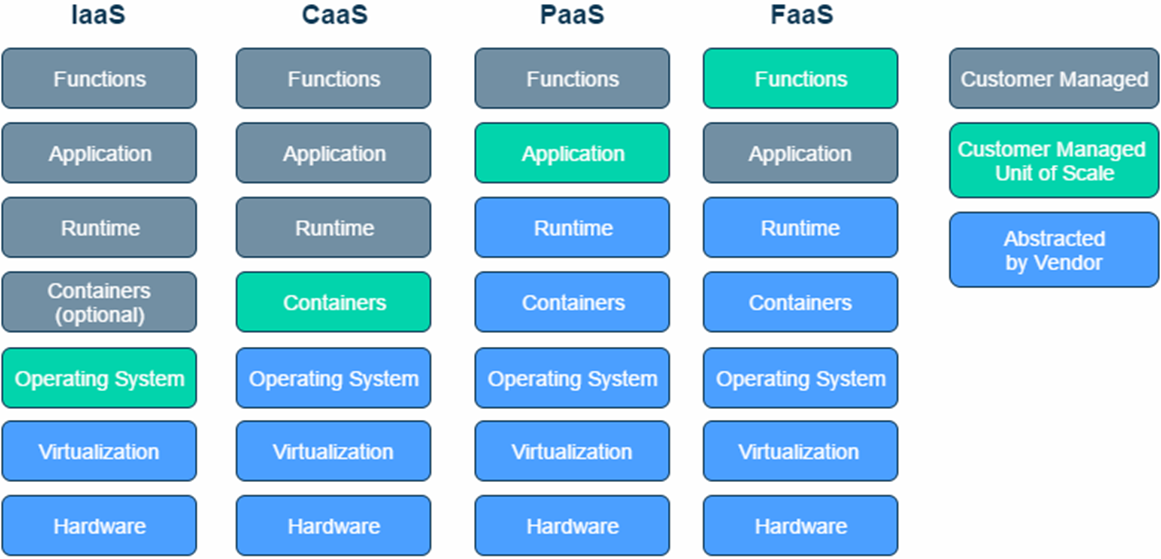 IaaS CaaS PaaS FaaS
Functions Functions Functions Functions Customer Managed
Application Application Application Application Customer Managed
Unit of Scale
Runtime Runtime Runtime Runtime Abstracted
by Vendor
Containers
(optional) Containers Containers Containers
Operating System Operating System Operating System Operating System
Virtualization Virtualization Virtualization Virtualization
Hardware Hardware Hardware Hardware